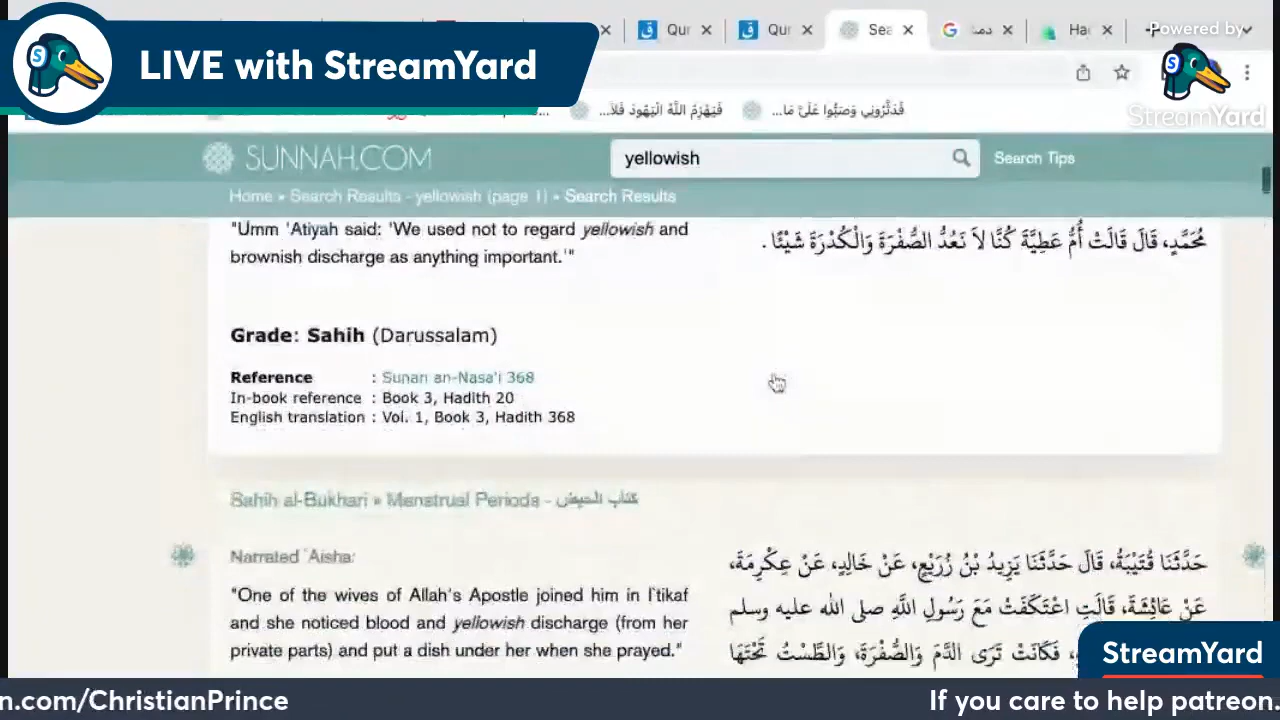 LIVE with StreamYard
Qur
Qur
Sea
دمـ
Ha
Powered by
StreamYard
فَدَثِّرُونِي وَصَبُّوا عَلَىَّ مَا...
فَيَهْزِمُ اللَّهُ الْيَهُودَ فَلاَ...
SUNNAH.COM
yellowish
Search Tips
Home » Search Results - yellowish (page 1) » Search Results
"Umm 'Atiyah said: 'We used not to regard yellowish and
brownish discharge as anything important.'"
مُحَمَّدٍ، قَالَ قَالَتْ أُمُّ عَطِيَّةَ كُنَّا لاَ نَعُدُّ الصُّفْرَةَ وَالْكُدْرَةَ شَيْئًا .
Grade: Sahih (Darussalam)
Reference : Sunan an-Nasa'i 368
In-book reference : Book 3, Hadith 20
English translation : Vol. 1, Book 3, Hadith 368
Sahih al-Bukhari » Menstrual Periods - كتاب الحيض
Narrated `Aisha:
"One of the wives of Allah's Apostle joined him in I`tikaf
and she noticed blood and yellowish discharge (from her
private parts) and put a dish under her when she prayed."
حَدَّثَنَا قُتَيْبَةُ، قَالَ حَدَّثَنَا يَزِيدُ بْنُ زُرَيْعٍ، عَنْ خَالِدٍ، عَنْ عِكْرِمَةَ،
عَنْ عَائِشَةَ، قَالَتِ اعْتَكَفَتْ مَعَ رَسُولِ اللَّهِ صلى الله عليه وسلم
فَكَانَتْ تَرَى الدَّمَ وَالصُّفْرَةَ، وَالطَّسْتُ تَحْتَهَا
StreamYard
n.com/ChristianPrince
If you care to help patreon.